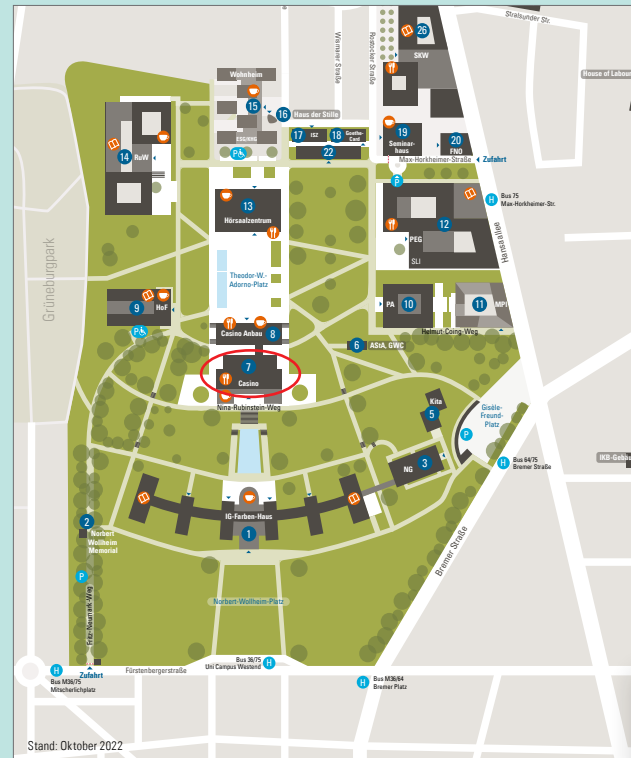 Stralsunder Str.
Wismarer Straße
Rostocker Straße
26
SKW
House of Labour
Wohnheim
15
16
Haus der Stille
ESG/KHG
P
17
ISZ
18
Goethe-
Card
22
19
Seminar-
haus
20
FNO
Max-Horkheimer-Straße
Zufahrt
P
14
RuW
H
Bus 75
Max-Horkheimer-Str.
Hansaallee
13
Hörsaalzentrum
12
PEG
SLI
Grüneburgpark
Theodor-W.-
Adorno-Platz
9
HoF
P
PA
10
11
MPI
Helmut-Coing-Weg
Casino Anbau
8
6
AStA, GWC
7
Casino
Nina-Rubinstein-Weg
Kita
5
Gisèle-
Freund-
Platz
P
3
NG
H
Bus 64/75
Bremer Straße
IKB-Gebäu
IG-Farben-Haus
1
2
Norbert
Wollheim
Memorial
P
Fritz-Neumark-Weg
Bremer Straße
Norbert-Wollheim-Platz
Bus 36/75
Uni Campus Westend
H
H
Bus M36/75
Mitscherlichplatz
Zufahrt
Fürstenbergerstraße
H
Bus M36/64
Bremer Platz
Stand: Oktober 2022